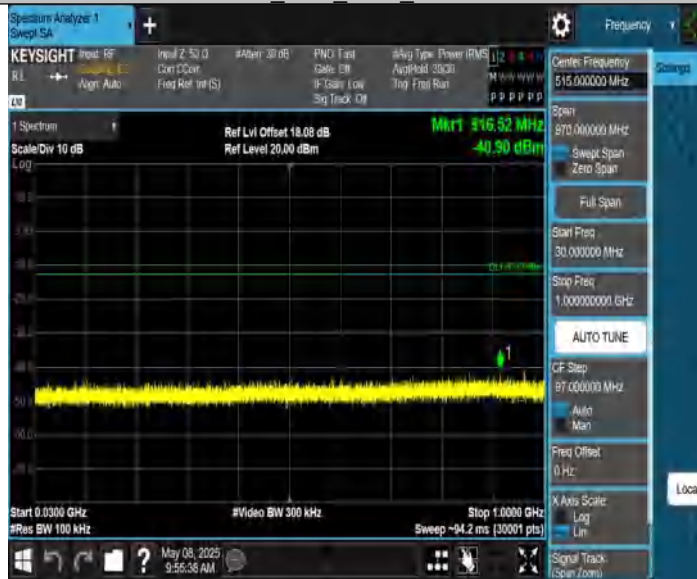 Spectrum Analyzer 1
Swept SA
+
Frequency
KEYSIGHT
Input: RF
Coupling: DC
Align: Auto
Input Z: 50 Ω
Corr CCorr
Freq Ref: Int (S)
#Atten: 30 dB
PNO: Fast
Gate: Off
IF Gain: Low
Sig Track: Off
#Avg Type: Power (RMS)
Avg|Hold: 30/30
Trig: Free Run
M W W W W W
P P P P P P
1 Spectrum
Scale/Div 10 dB
Log
Ref Lvl Offset 18.08 dB
Ref Level 20.00 dBm
Mkr1 916.52 MHz
-40.90 dBm
1
Start 0.0300 GHz
#Res BW 100 kHz
#Video BW 300 kHz
Stop 1.0000 GHz
Sweep ~94.2 ms (30001 pts)
Center Frequency
515.000000 MHz
Settings
Span
970.000000 MHz
Swept Span
Zero Span
Full Span
Start Freq
30.000000 MHz
Stop Freq
1.000000000 GHz
AUTO TUNE
CF Step
97.000000 MHz
Auto
Man
Freq Offset
0 Hz
X Axis Scale
Log
Lin
Signal Track
(Span Zoom)
Loca
?
May 08, 2025
9:55:38 AM